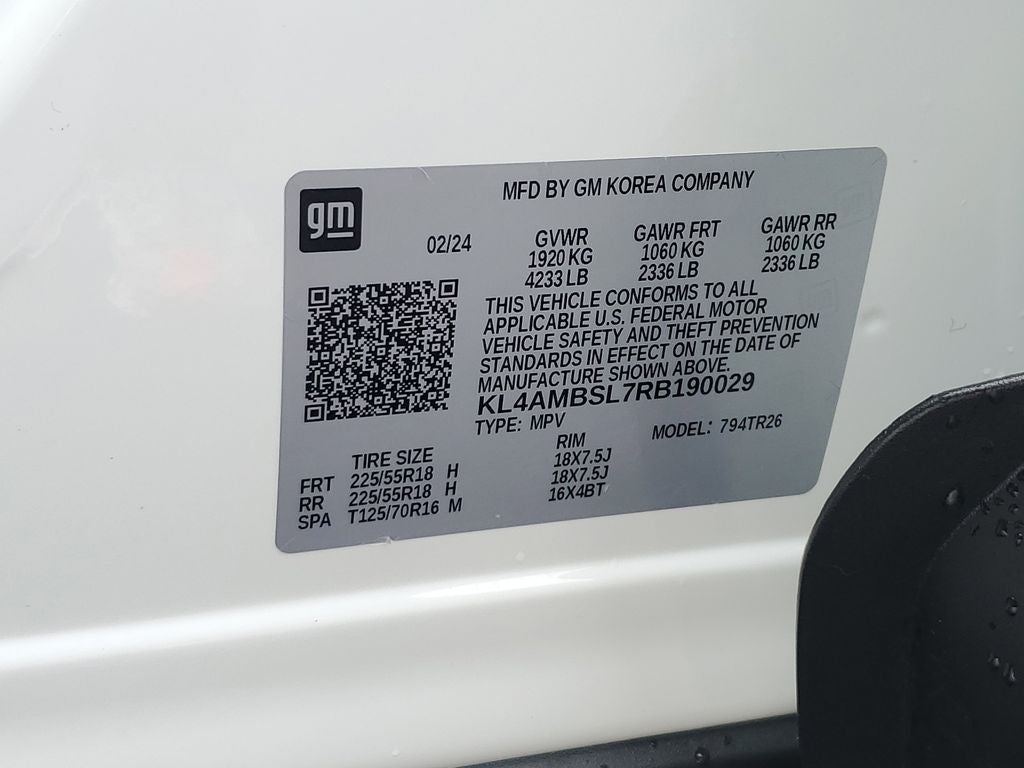 gm
MFD BY GM KOREA COMPANY
02/24
GVWR GAWR FRT GAWR RR
1920 KG 1060 KG 1060 KG
4233 LB 2336 LB 2336 LB
THIS VEHICLE CONFORMS TO ALL
APPLICABLE U.S. FEDERAL MOTOR
VEHICLE SAFETY AND THEFT PREVENTION
STANDARDS IN EFFECT ON THE DATE OF
MANUFACTURE SHOWN ABOVE.
KL4AMBSL7RB190029
TYPE: MPV MODEL: 794TR26
TIRE SIZE RIM
FRT 225/55R18 H 18X7.5J
RR 225/55R18 H 18X7.5J
SPA T125/70R16 M 16X4BT